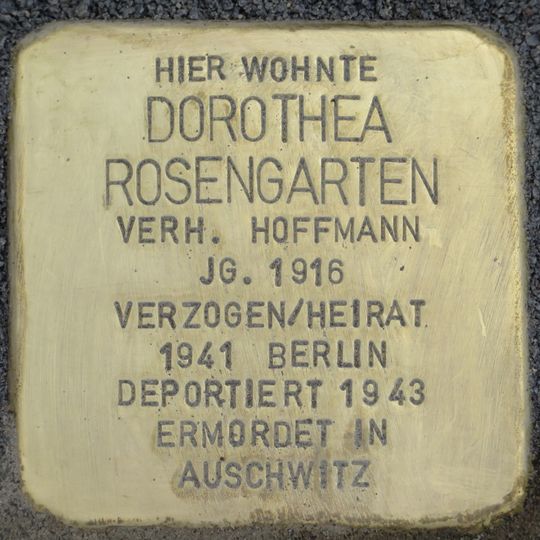 HIER WOHNTE
DOROTHEA
ROSENGARTEN
VERH. HOFFMANN
JG. 1916
VERZOGEN/HEIRAT
1941 BERLIN
DEPORTIERT 1943
ERMORDET IN
AUSCHWITZ